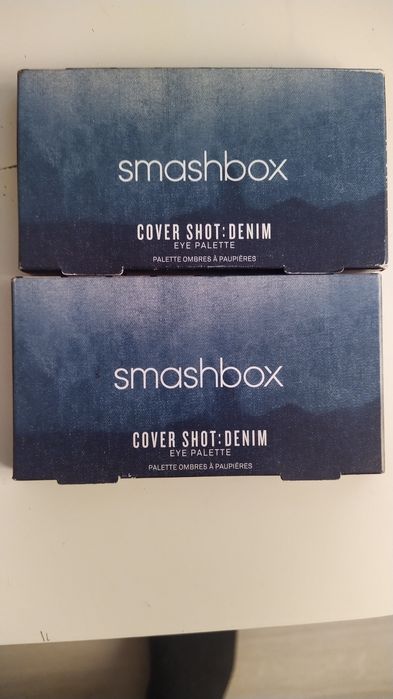 smashbox
COVER SHOT: DENIM
EYE PALETTE
PALETTE OMBRES À PAUPIÈRES
smashbox
COVER SHOT: DENIM
EYE PALETTE
PALETTE OMBRES À PAUPIÈRES